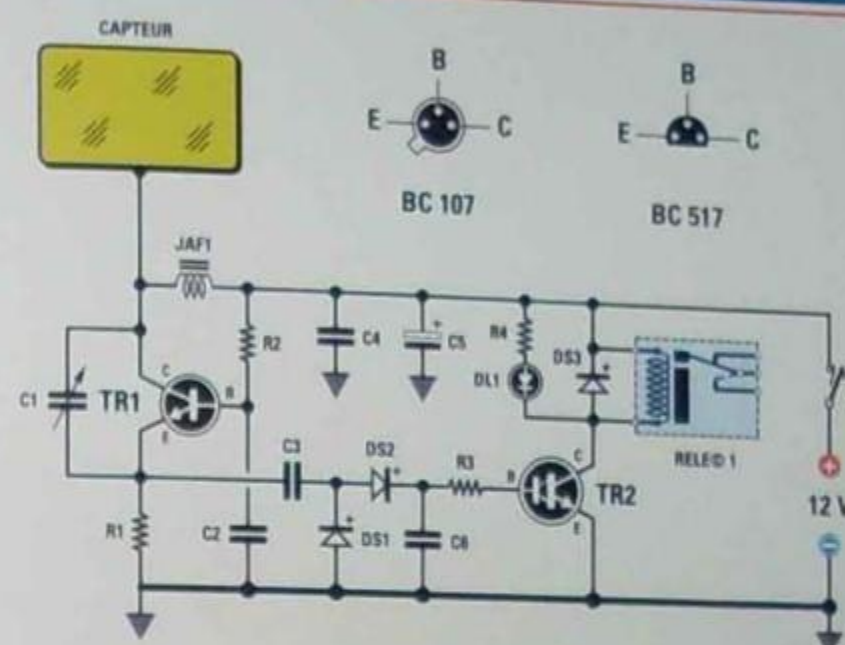 CAPTEUR
B
E
C
BC 107
B
E
C
BC 517
JAF1
R2
C4
+
C5
R4
DL1
DS3
+
C1
C
TR1
B
E
C3
DS2
+
R3
B
C
TR2
E
RELE© 1
+
12 V
−
R1
C2
+
DS1
C6